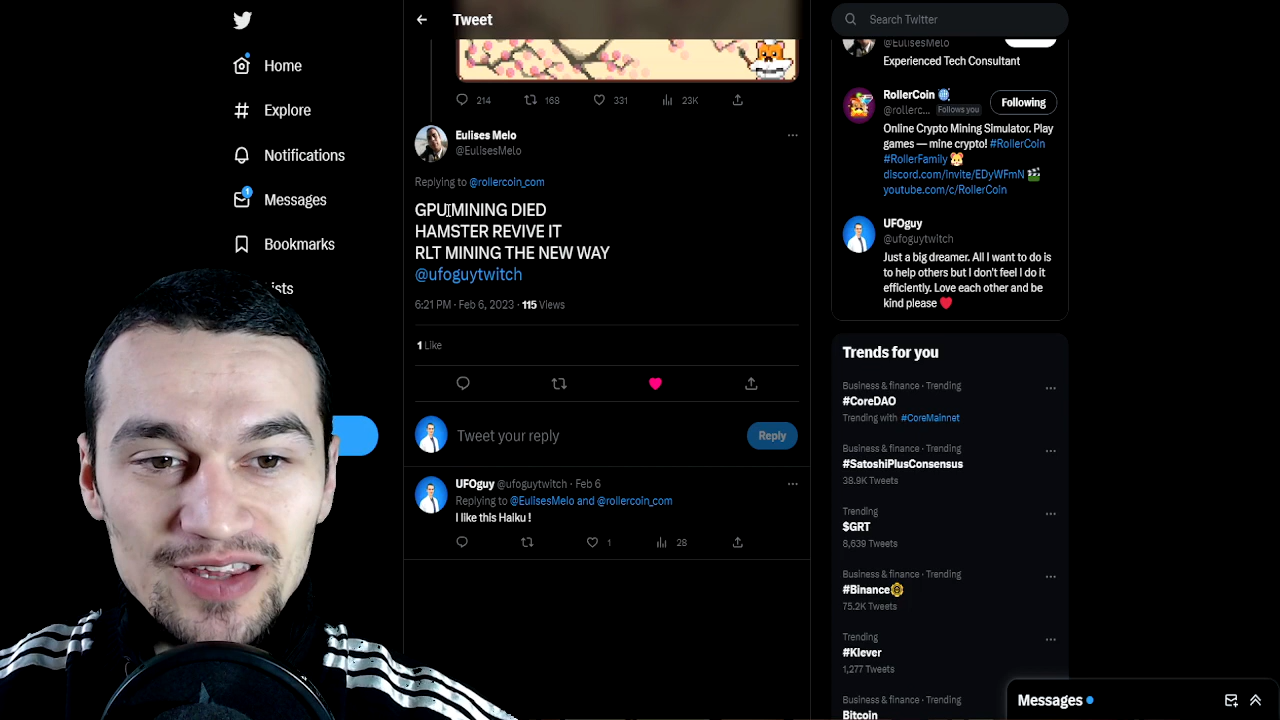 Home
Explore
Notifications
1
Messages
Bookmarks
ists
Tweet
214
168
331
23K
Eulises Melo
@EulisesMelo
Replying to @rollercoin_com
GPU MINING DIED
HAMSTER REVIVE IT
RLT MINING THE NEW WAY
@ufoguytwitch
6:21 PM · Feb 6, 2023 · 115 Views
1 Like
Tweet your reply
Reply
UFOguy @ufoguytwitch · Feb 6
Replying to @EulisesMelo and @rollercoin_com
I like this Haiku !
1
28
Search Twitter
@EulisesMelo
Experienced Tech Consultant
RollerCoin
@rollerc... Follows you
Following
Online Crypto Mining Simulator. Play
games — mine crypto! #RollerCoin
#RollerFamily
discord.com/invite/EDyWFmN
youtube.com/c/RollerCoin
UFOguy
@ufoguytwitch
Just a big dreamer. All I want to do is
to help others but I don't feel I do it
efficiently. Love each other and be
kind please
Trends for you
Business & finance · Trending
#CoreDAO
Trending with #CoreMainnet
Business & finance · Trending
#SatoshiPlusConsensus
38.9K Tweets
Trending
$GRT
8,639 Tweets
Business & finance · Trending
#Binance
75.2K Tweets
Trending
#Klever
1,277 Tweets
Business & finance · Trending
Bitcoin
Messages